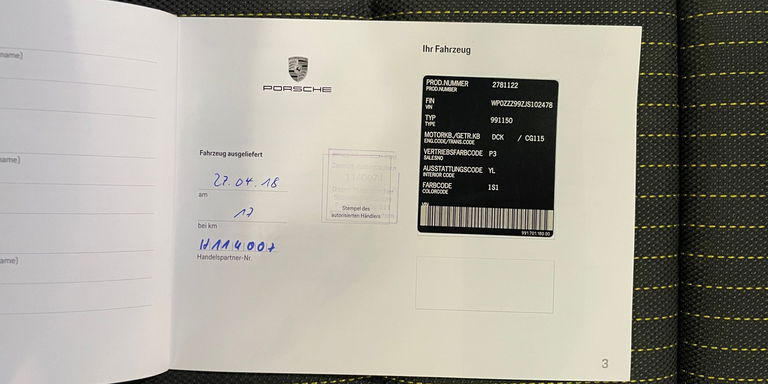 name)
name)
ame)
PORSCHE
Fahrzeug ausgeliefert
27.04.18
am
17
bei km
Handelspartner-Nr.
Stempel des
autorisierten Händlers
Ihr Fahrzeug
PROD.NUMMER 2781122
PROD.NUMBER
FIN WP0ZZZ99ZJS102478
VIN
TYP 991150
TYPE
MOTORKB./GETR.KB DCK / CG115
ENG.CODE/TRANS.CODE
VERTRIEBSFARBCODE P3
SALESNO
AUSSTATTUNGSCODE YL
INTERIOR CODE
FARBCODE 1S1
COLORCODE
VIN
3